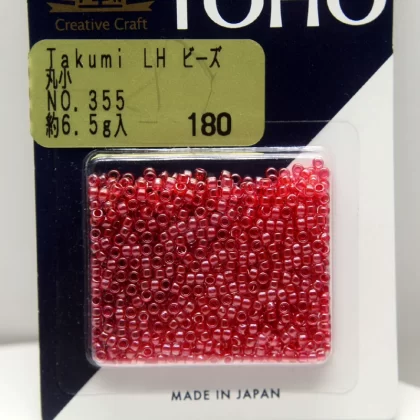 TOHO
Creative Craft
Takumi LH ビーズ
丸小
NO.355
約6.5g入 180
MADE IN JAPAN